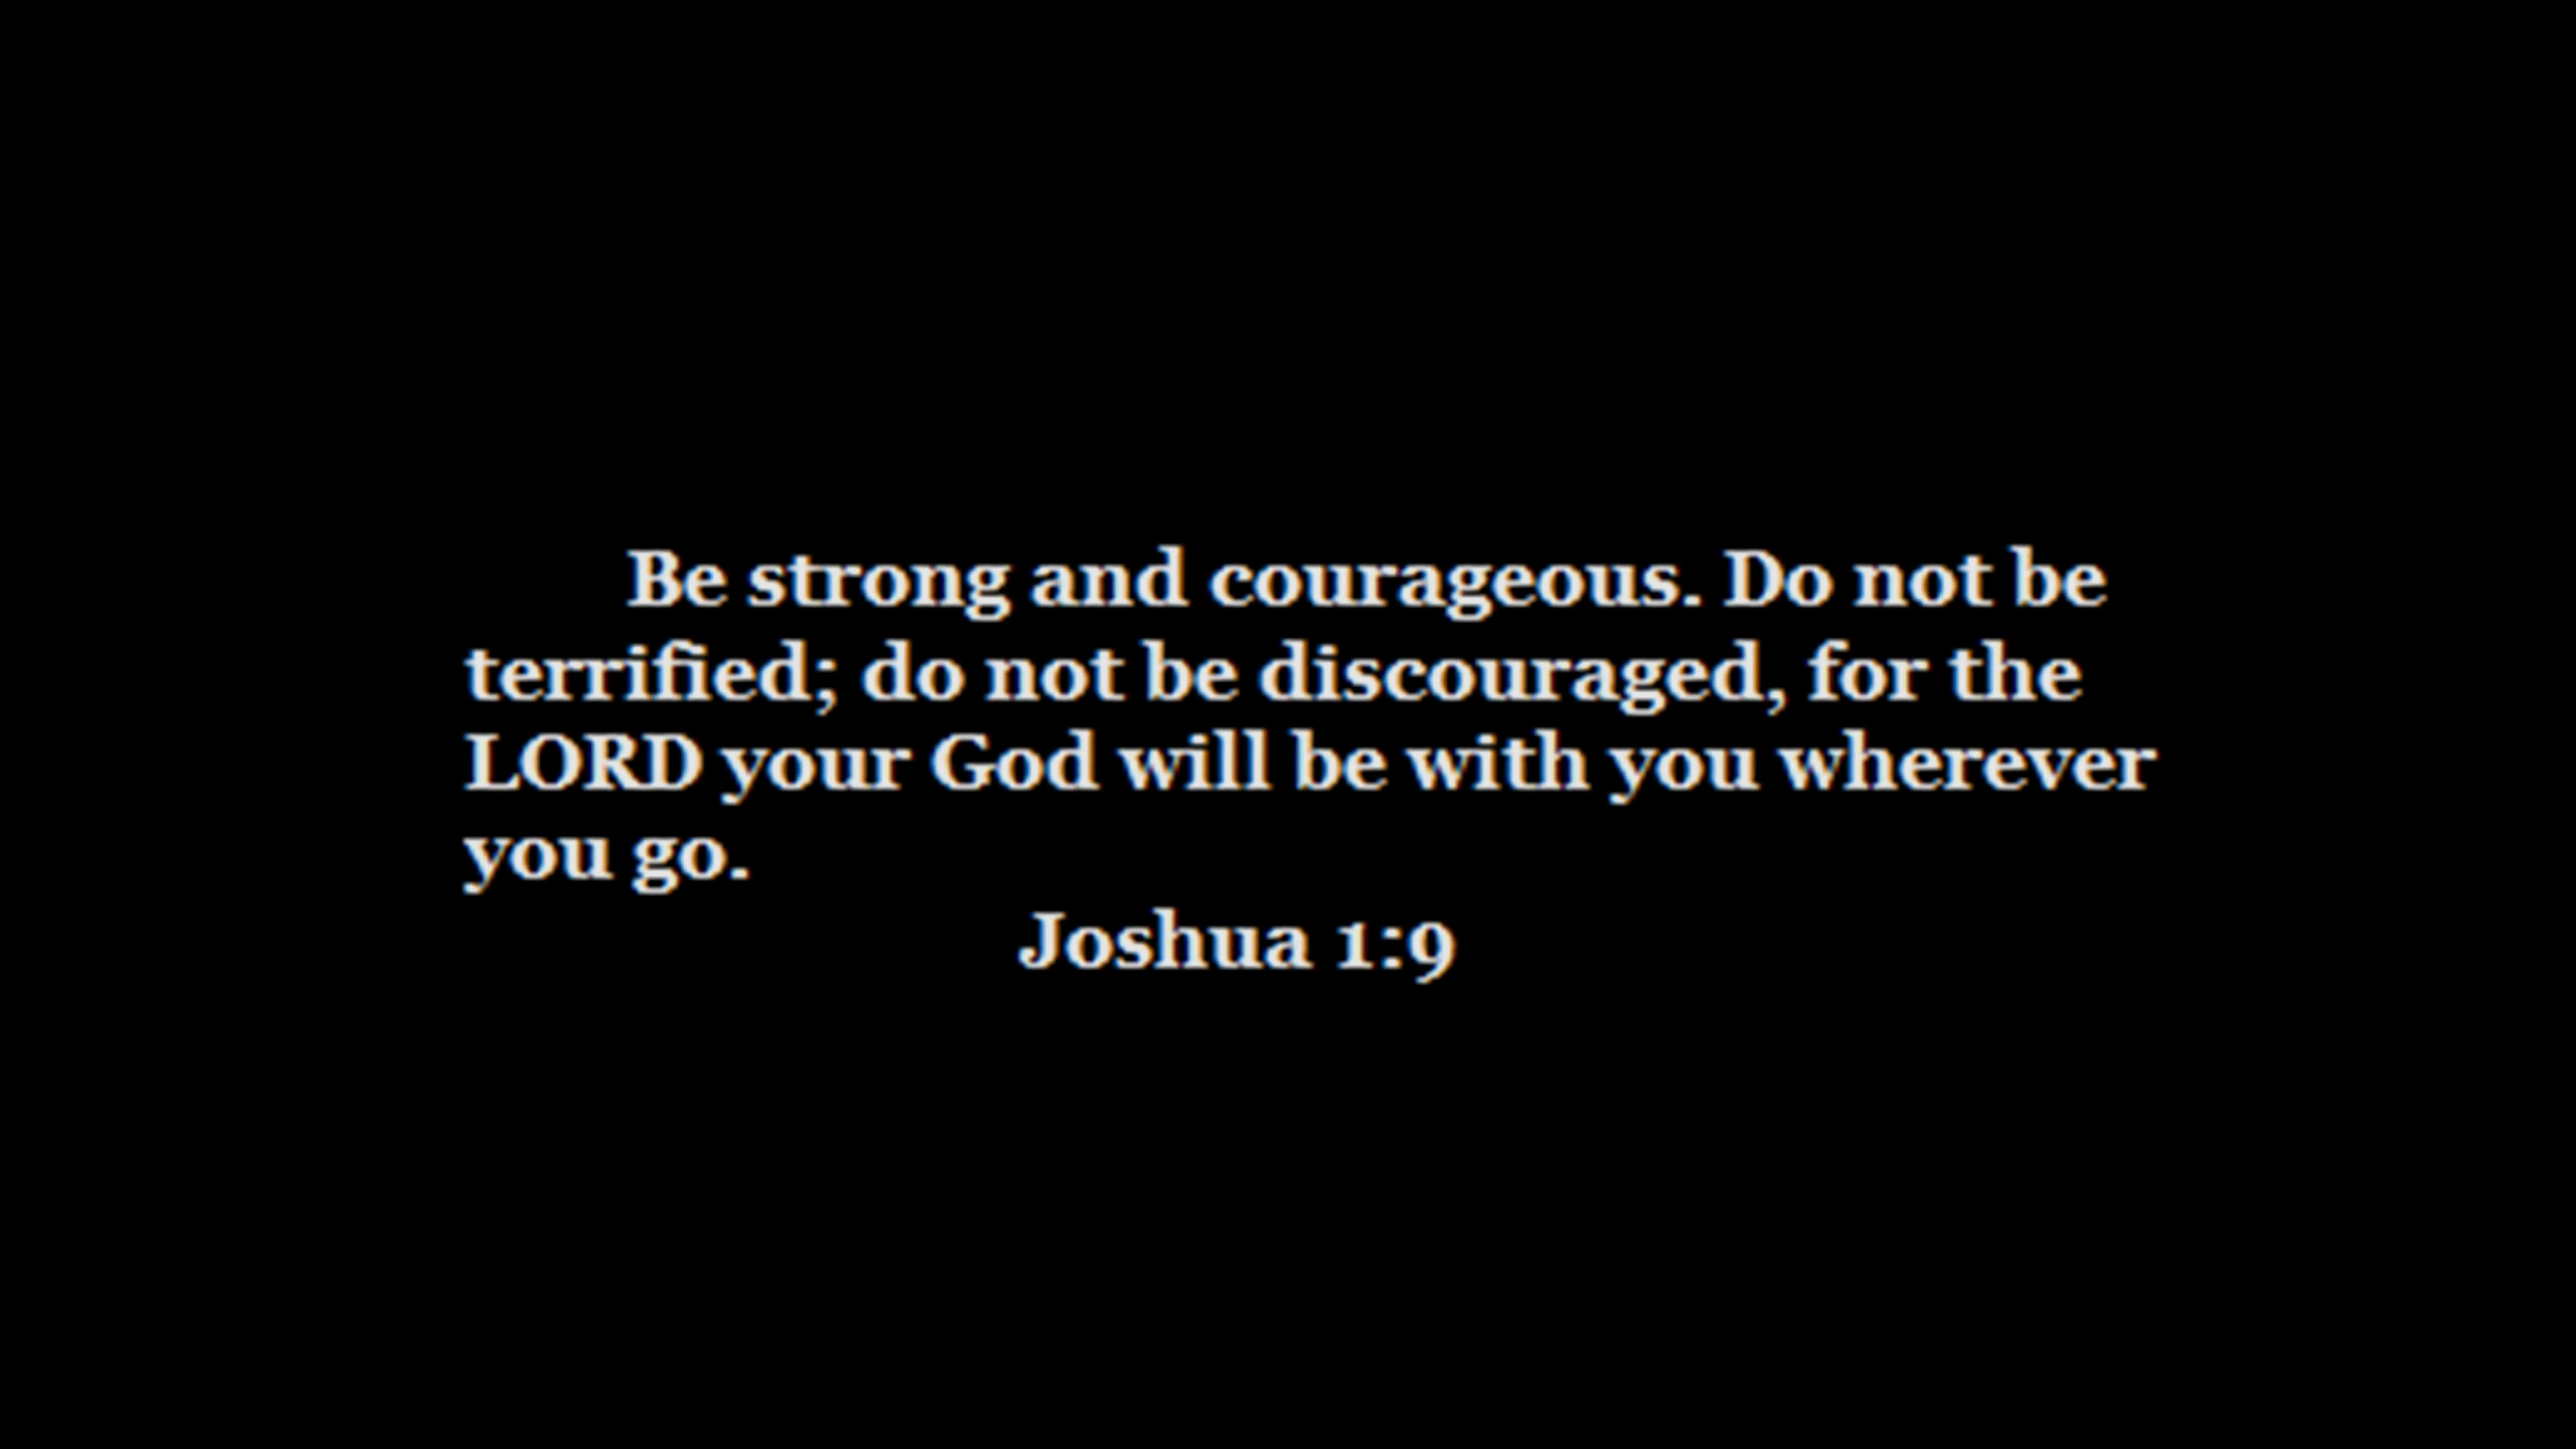 Be strong and courageous. Do not be
terrified; do not be discouraged, for the
LORD your God will be with you wherever
you go.
Joshua 1:9